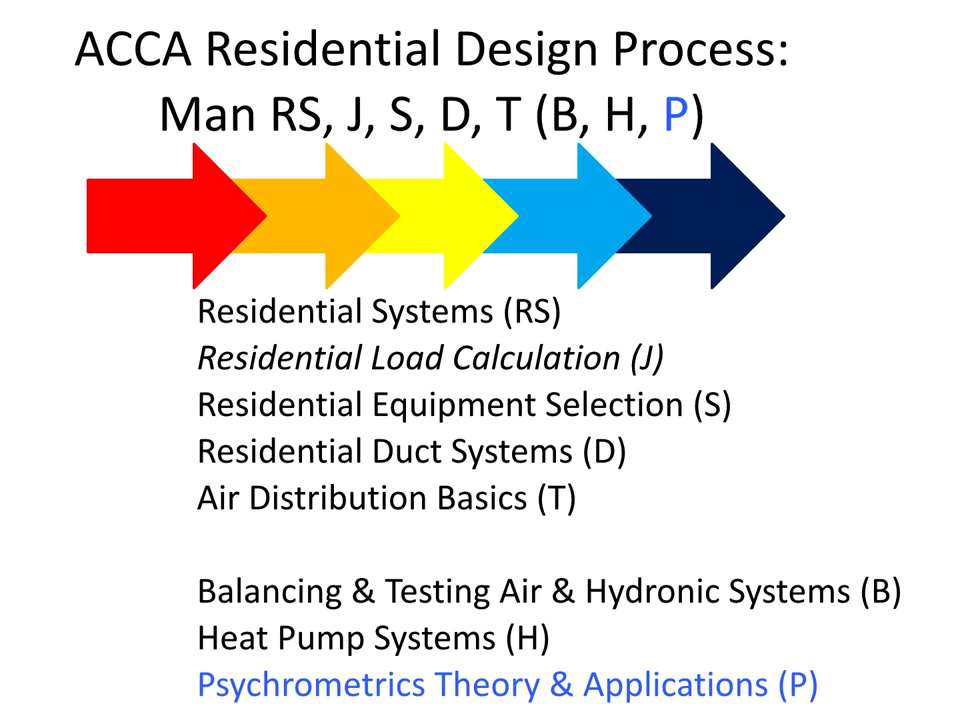 ACCA Residential Design Process:
Man RS, J, S, D, T (B, H, P)
Residential Systems (RS)
Residential Load Calculation (J)
Residential Equipment Selection (S)
Residential Duct Systems (D)
Air Distribution Basics (T)
Balancing & Testing Air & Hydronic Systems (B)
Heat Pump Systems (H)
Psychrometrics Theory & Applications (P)